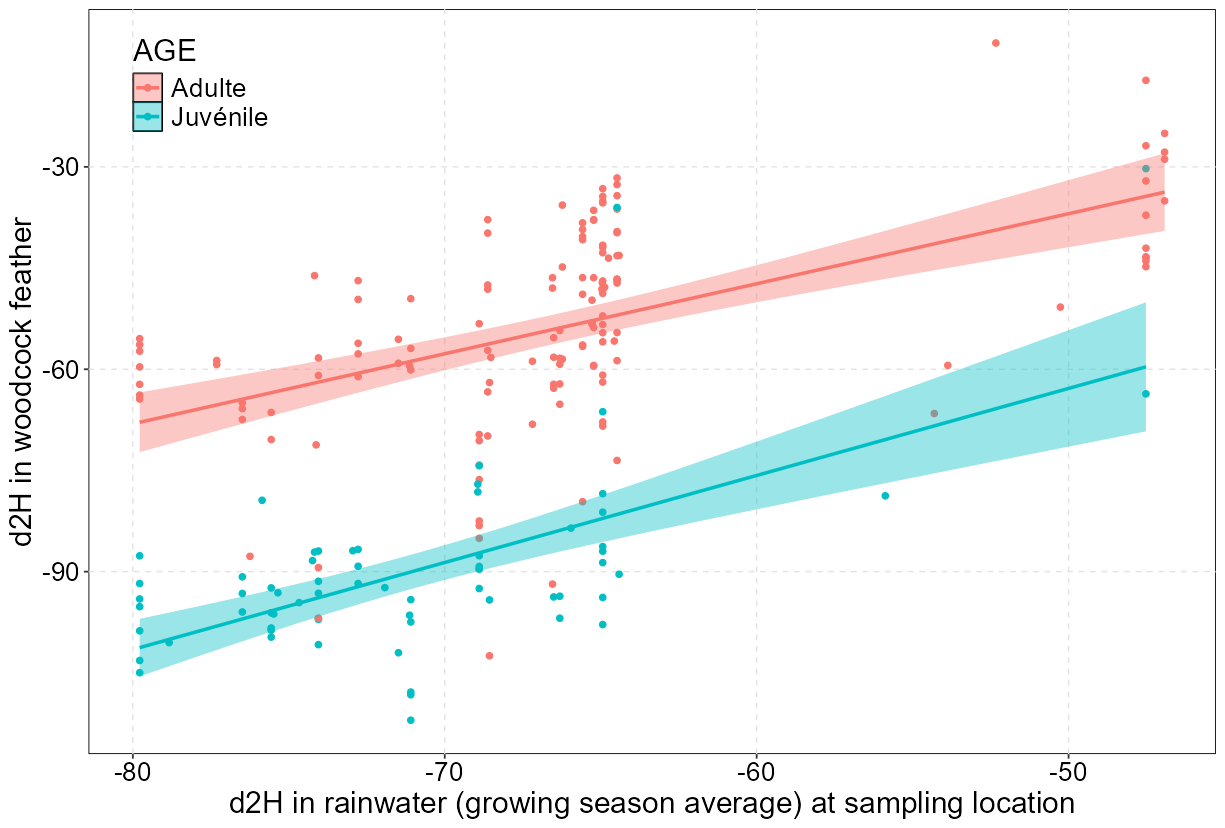 AGE
Adulte
Juvénile
-30
-60
-90
d2H in woodcock feather
-80
-70
-60
-50
d2H in rainwater (growing season average) at sampling location